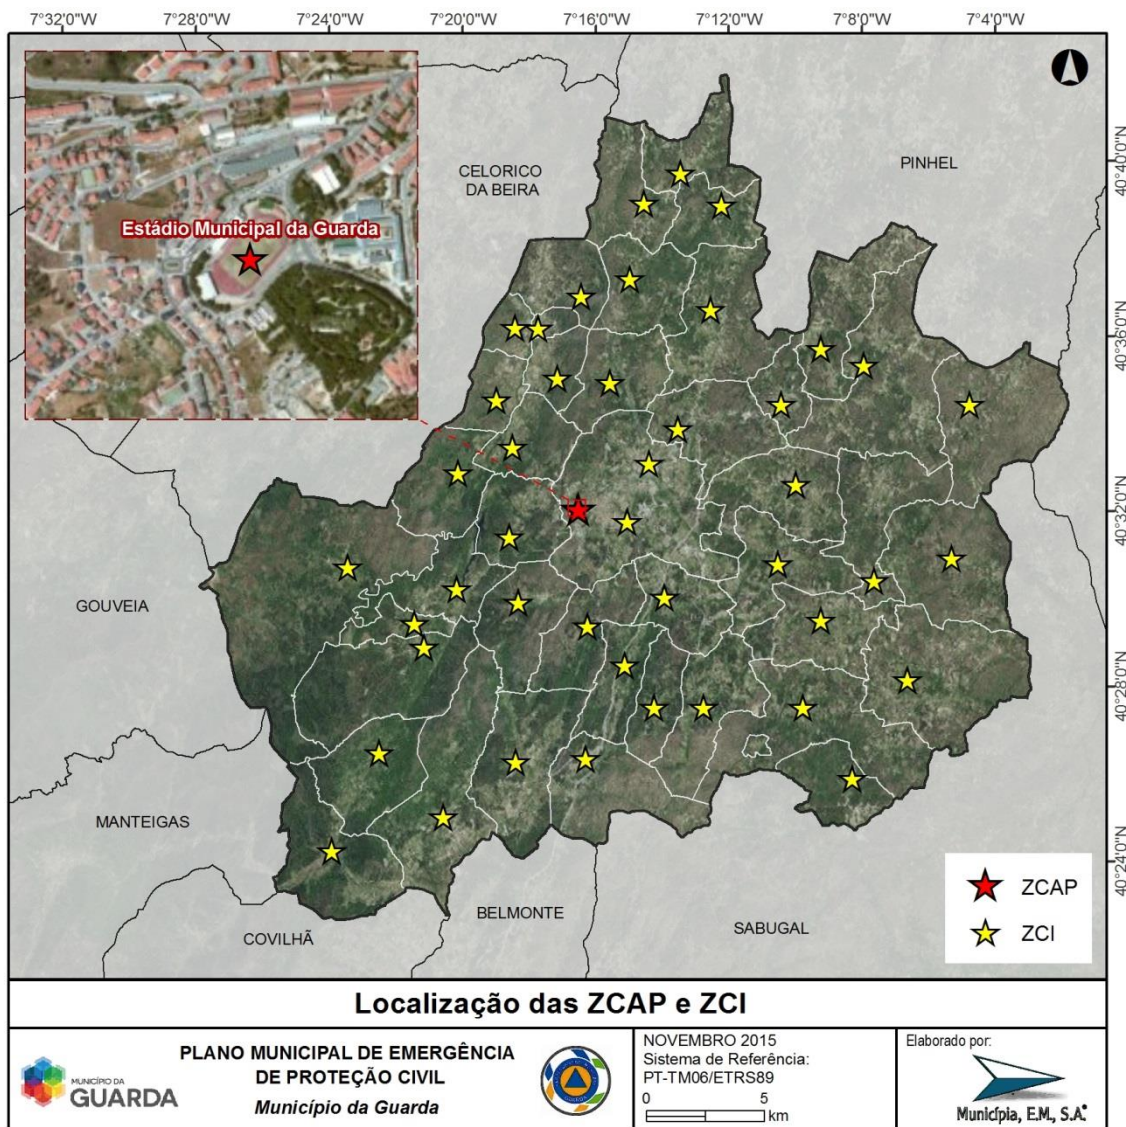 7°32'0"W
7°28'0"W
7°24'0"W
7°20'0"W
7°16'0"W
7°12'0"W
7°8'0"W
7°4'0"W
40°40'0"N
40°36'0"N
40°32'0"N
40°28'0"N
40°24'0"N
CELORICO
DA BEIRA
PINHEL
Estádio Municipal da Guarda
GOUVEIA
MANTEIGAS
COVILHÃ
BELMONTE
SABUGAL
ZCAP
ZCI
Localização das ZCAP e ZCI
MUNICÍPIO DA
GUARDA
PLANO MUNICIPAL DE EMERGÊNCIA
DE PROTEÇÃO CIVIL
Município da Guarda
NOVEMBRO 2015
Sistema de Referência:
PT-TM06/ETRS89
0 5
km
Elaborado por:
Municípia, E.M., S.A.